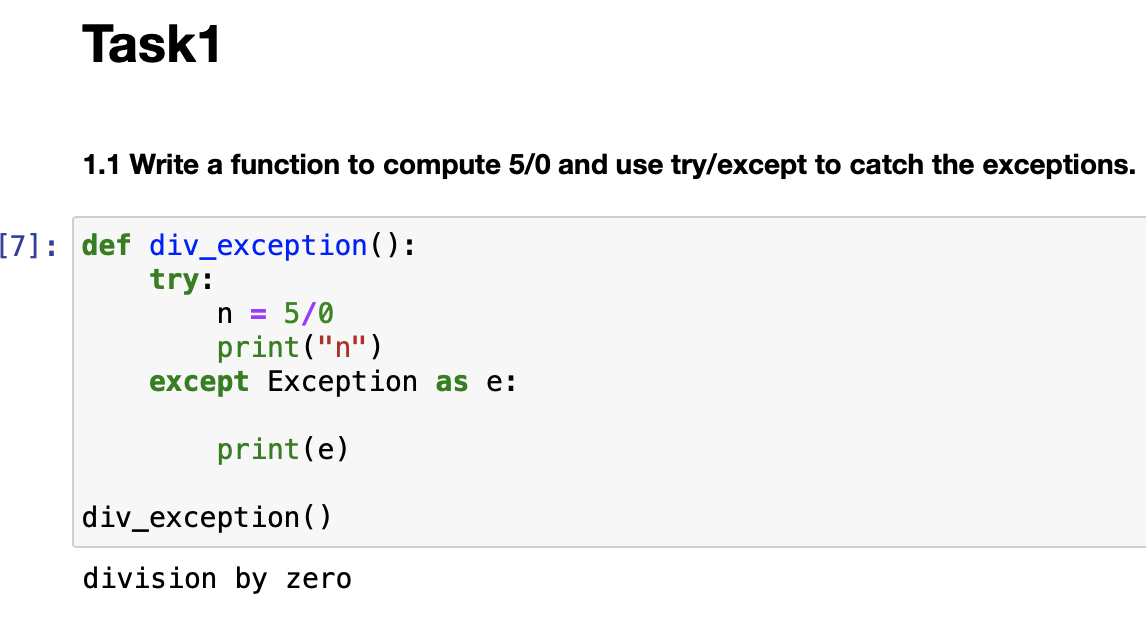 Task1
1.1 Write a function to compute 5/0 and use try/except to catch the exceptions.
[7]: def div_exception():
    try:
        n = 5/0
        print("n")
    except Exception as e:
        print(e)
div_exception()
division by zero